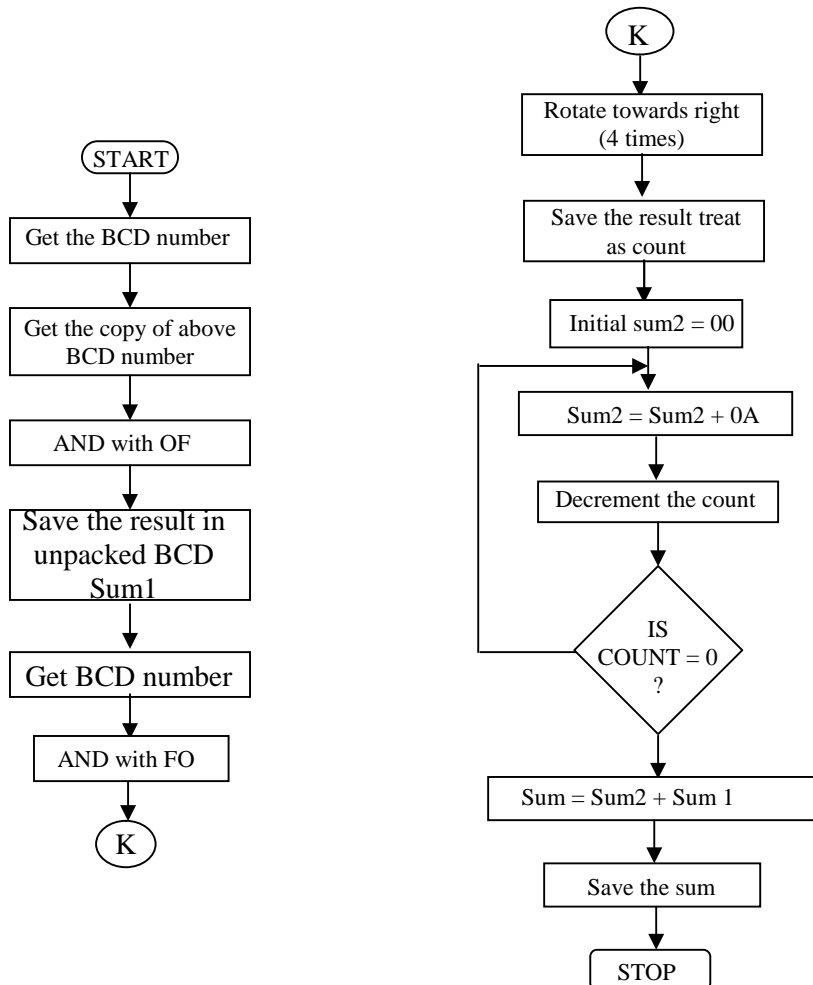 START
Get the BCD number
Get the copy of above
BCD number
AND with OF
Save the result in
unpacked BCD
Sum1
Get BCD number
AND with FO
K
K
Rotate towards right
(4 times)
Save the result treat
as count
Initial sum2 = 00
Sum2 = Sum2 + 0A
Decrement the count
IS
COUNT = 0
?
Sum = Sum2 + Sum 1
Save the sum
STOP